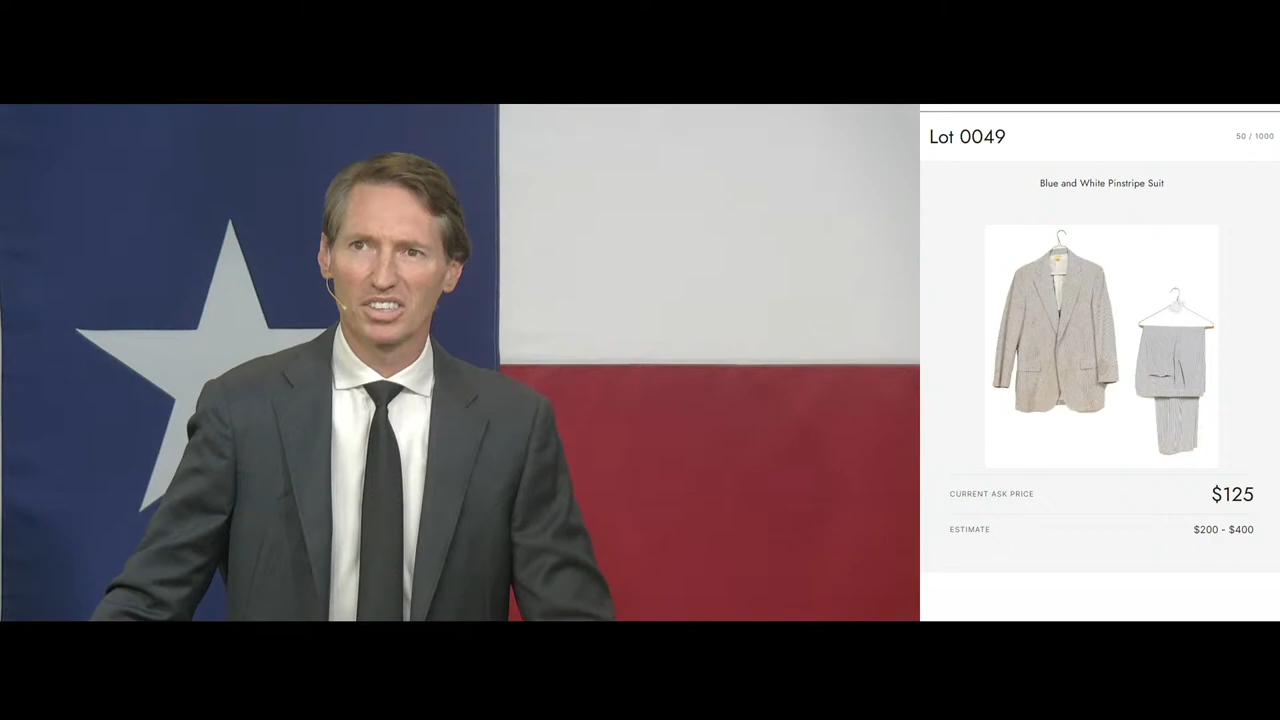 Lot 0049
50 / 1000
Blue and White Pinstripe Suit
CURRENT ASK PRICE
$125
ESTIMATE
$200 - $400